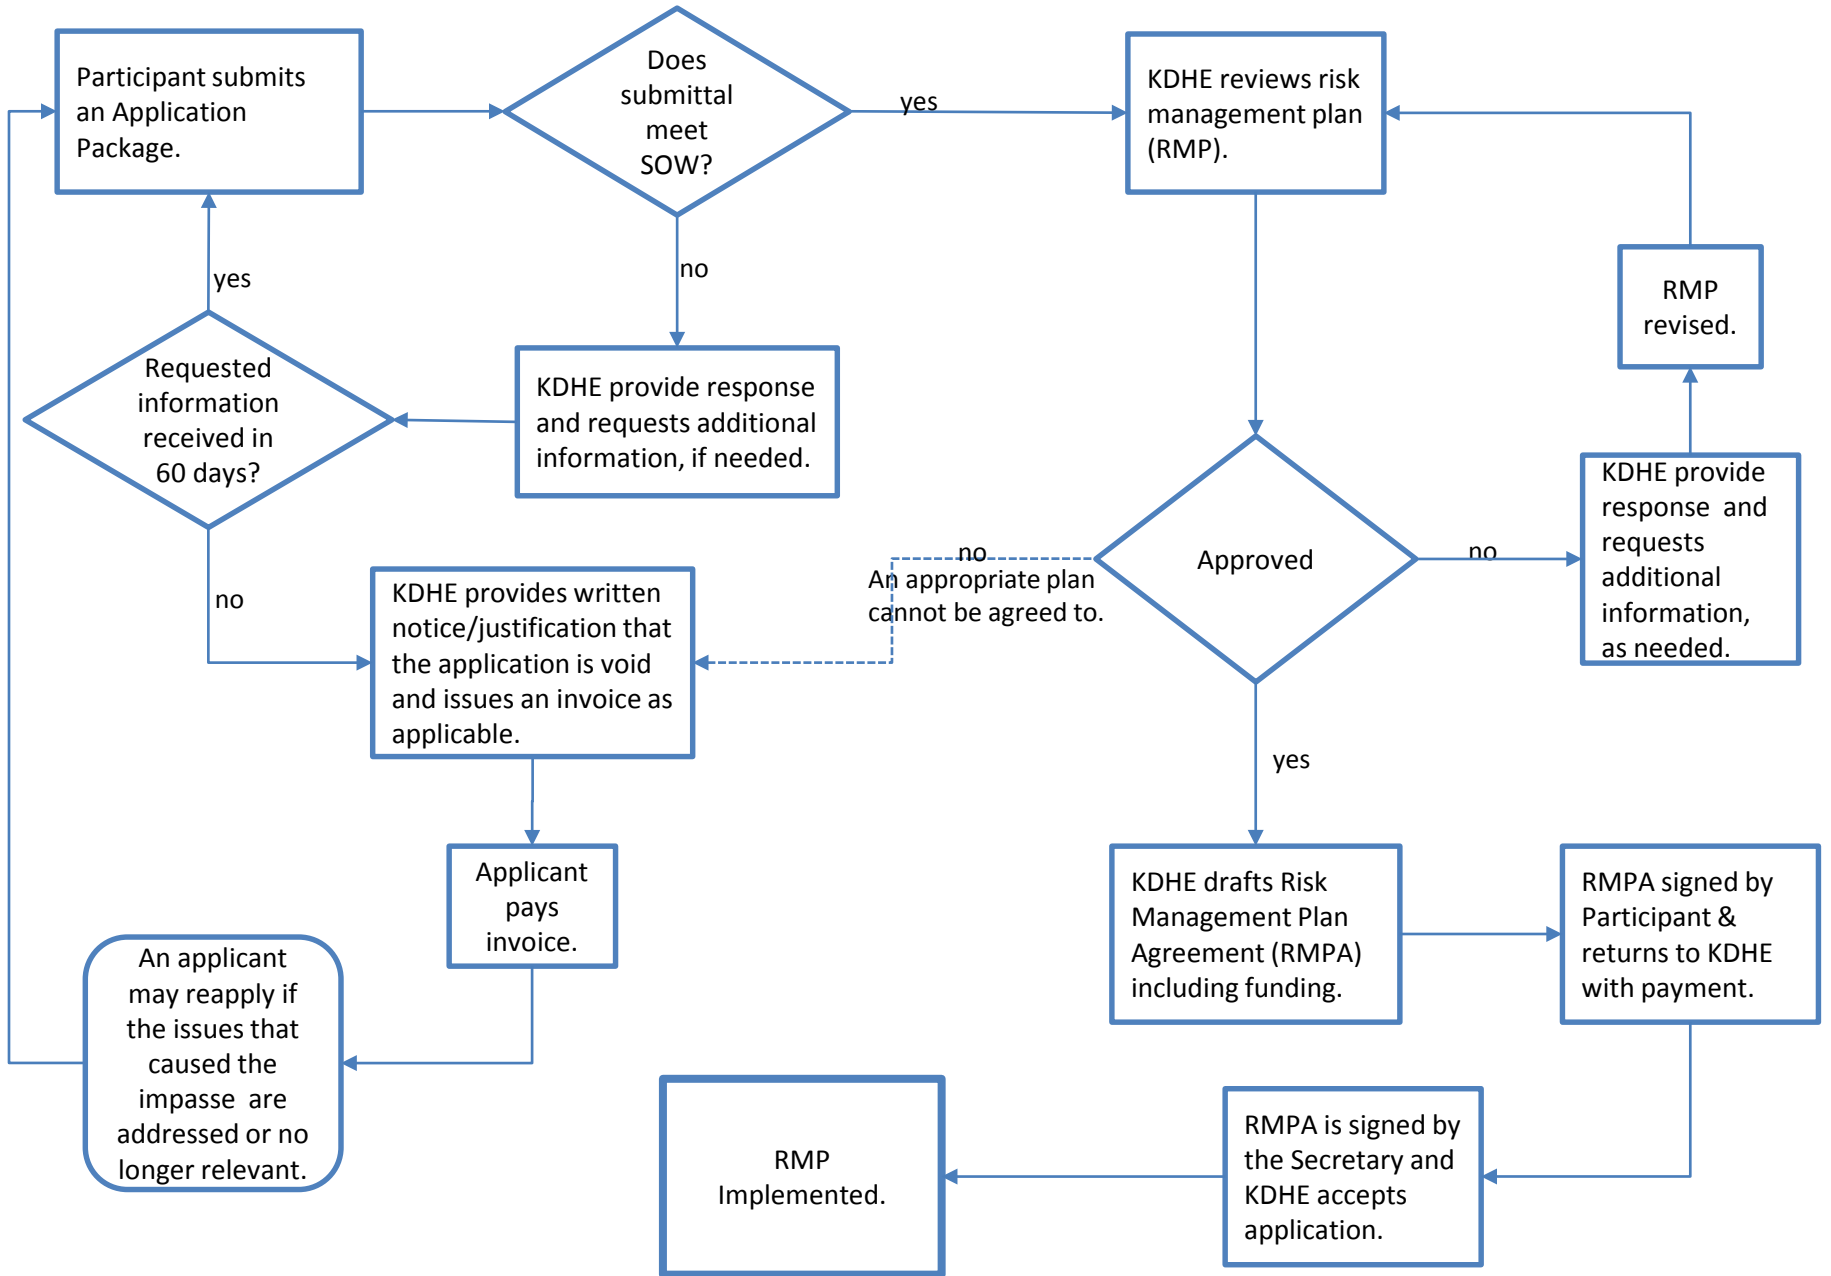 Participant submits
an Application
Package.
Does
submittal
meet
SOW?
yes
KDHE reviews risk
management plan
(RMP).
no
yes
RMP
revised.
Requested
information
received in
60 days?
KDHE provide response
and requests additional
information, if needed.
KDHE provide
response and
requests
additional
information,
as needed.
Approved
no
no
An appropriate plan
cannot be agreed to.
no
KDHE provides written
notice/justification that
the application is void
and issues an invoice as
applicable.
yes
Applicant
pays
invoice.
KDHE drafts Risk
Management Plan
Agreement (RMPA)
including funding.
RMPA signed by
Participant &
returns to KDHE
with payment.
An applicant
may reapply if
the issues that
caused the
impasse are
addressed or no
longer relevant.
RMP
Implemented.
RMPA is signed by
the Secretary and
KDHE accepts
application.